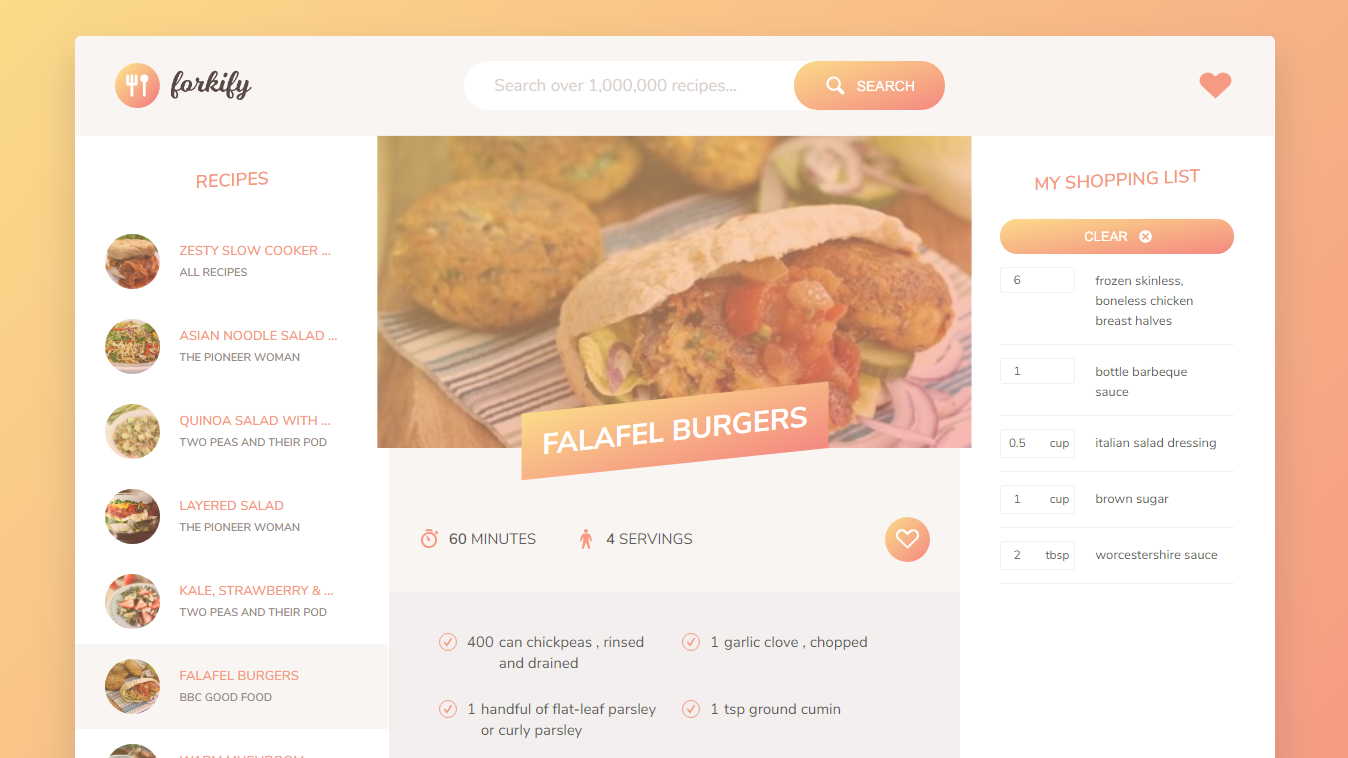 forkify
Search over 1,000,000 recipes...
SEARCH
RECIPES
ZESTY SLOW COOKER ...
ALL RECIPES
ASIAN NOODLE SALAD ...
THE PIONEER WOMAN
QUINOA SALAD WITH ...
TWO PEAS AND THEIR POD
LAYERED SALAD
THE PIONEER WOMAN
KALE, STRAWBERRY & ...
TWO PEAS AND THEIR POD
FALAFEL BURGERS
BBC GOOD FOOD
WARM MUSHROOM
FALAFEL BURGERS
60 MINUTES
4 SERVINGS
400 can chickpeas , rinsed
and drained
1 garlic clove , chopped
1 handful of flat-leaf parsley
or curly parsley
1 tsp ground cumin
MY SHOPPING LIST
CLEAR
6 frozen skinless,
boneless chicken
breast halves
1 bottle barbeque
sauce
0.5 cup italian salad dressing
1 cup brown sugar
2 tbsp worcestershire sauce